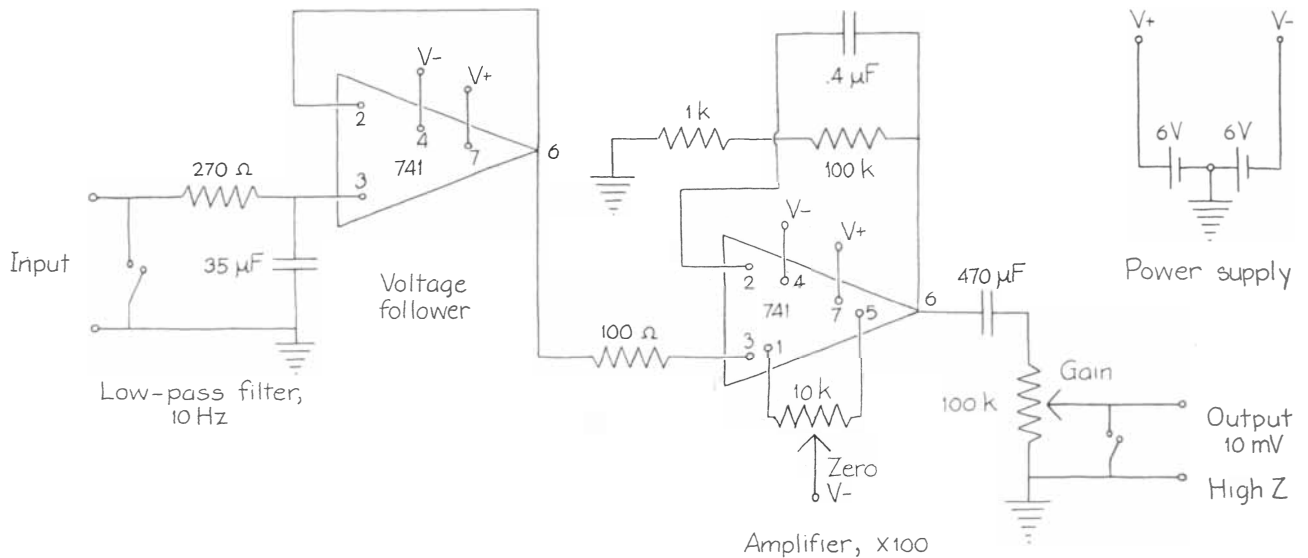 V-
V+
2
4
7
6
741
3
270 Ω
35 µF
Input
Voltage
follower
Low-pass filter,
10 Hz
.4 µF
1 k
100 k
V-
V+
2
4
741
7
5
6
3
1
100 Ω
10 k
Zero
V-
Amplifier, X100
470 µF
Gain
100 k
Output
10 mV
High Z
V+
V-
6V
6V
Power supply